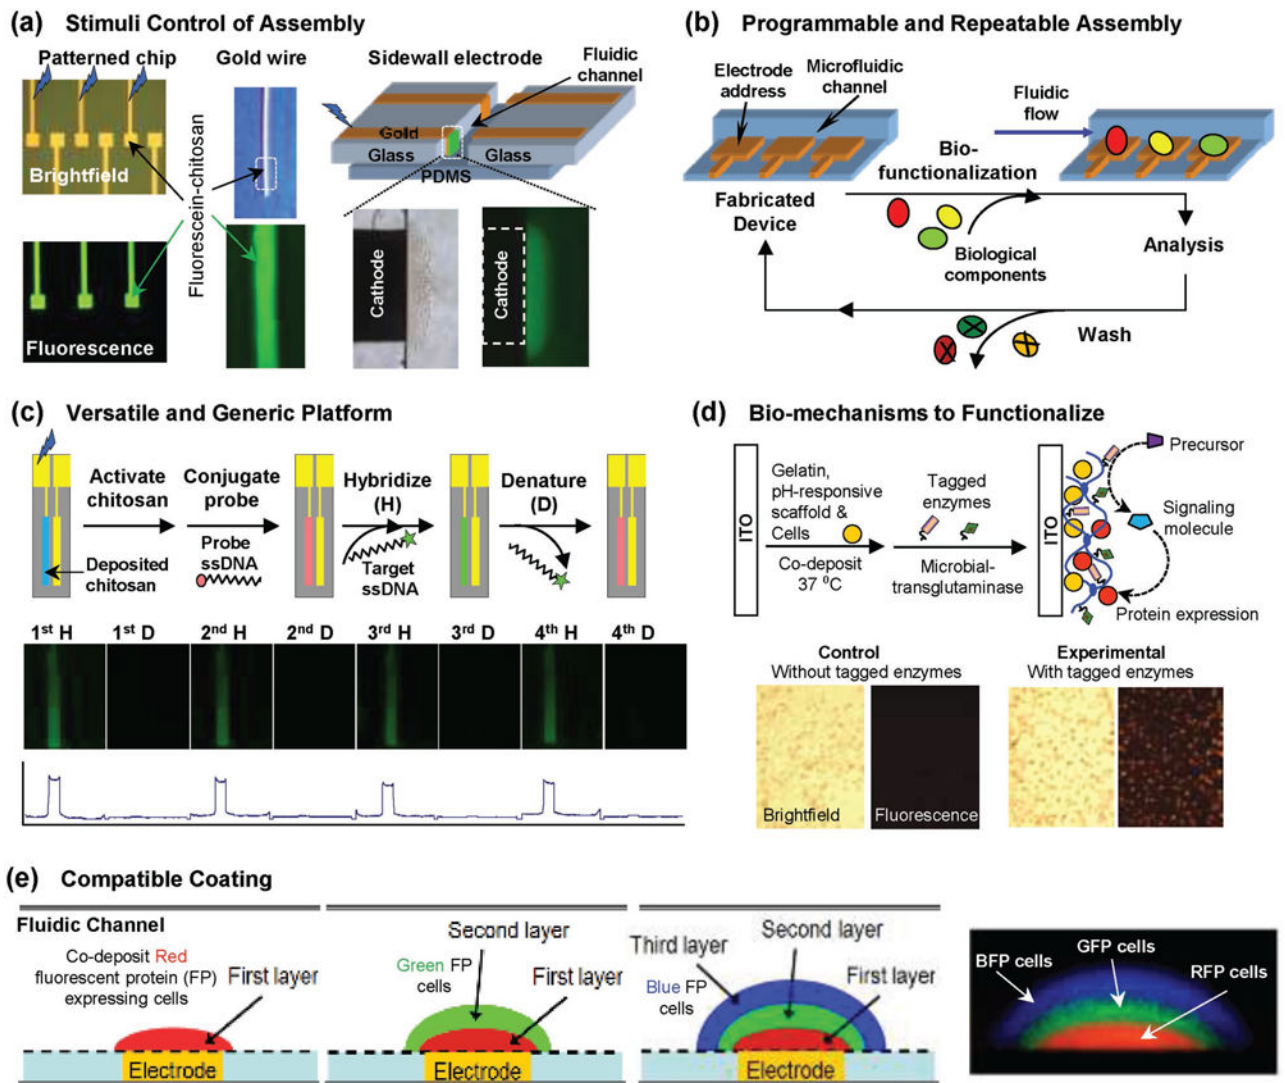 (a) Stimuli Control of Assembly
Patterned chip
Gold wire
Sidewall electrode
Fluidic
channel
Brightfield
Fluorescein-chitosan
Fluorescence
Gold
Glass
Glass
PDMS
Cathode
Cathode
(b) Programmable and Repeatable Assembly
Electrode
address
Microfluidic
channel
Fluidic
flow
Bio-
functionalization
Fabricated
Device
Biological
components
Analysis
Wash
(c) Versatile and Generic Platform
Activate
chitosan
Conjugate
probe
Hybridize
(H)
Denature
(D)
Deposited
chitosan
Probe
ssDNA
Target
ssDNA
1st H
1st D
2nd H
2nd D
3rd H
3rd D
4th H
4th D
(d) Bio-mechanisms to Functionalize
ITO
Gelatin,
pH-responsive
scaffold &
Cells
Co-deposit
37 ⁰C
Tagged
enzymes
Microbial-
transglutaminase
ITO
Precursor
Signaling
molecule
Protein expression
Control
Without tagged enzymes
Brightfield
Fluorescence
Experimental
With tagged enzymes
(e) Compatible Coating
Fluidic Channel
Co-deposit Red
fluorescent protein (FP)
expressing cells
First layer
Electrode
Second layer
Green FP
cells
First layer
Electrode
Third layer
Second layer
First layer
Blue FP
cells
Electrode
BFP cells
GFP cells
RFP cells